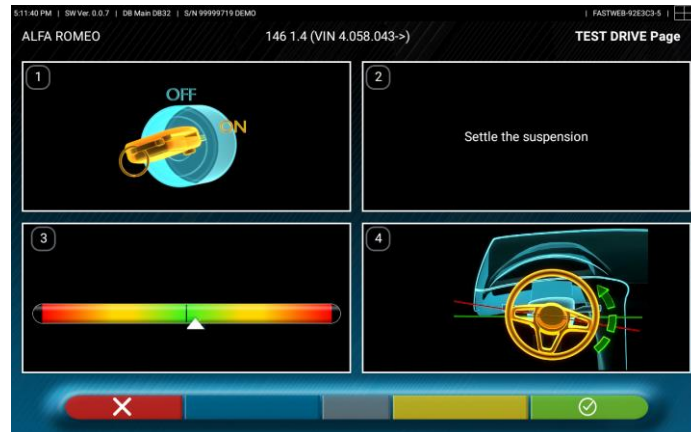 5:11:40 PM | SW Ver. 0.0.7 | DB Main DB32 | S/N 99999719 DEMO | FASTWEB-92E3C3-5 |
ALFA ROMEO 146 1.4 (VIN 4.058.043->) TEST DRIVE Page
1
OFF
ON
2
Settle the suspension
3
4